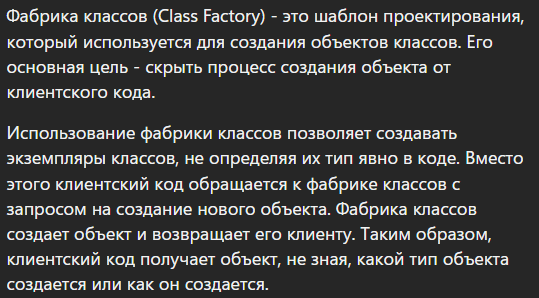 Фабрика классов (Class Factory) - это шаблон проектирования,
который используется для создания объектов классов. Его
основная цель - скрыть процесс создания объекта от
клиентского кода.
Использование фабрики классов позволяет создавать
экземпляры классов, не определяя их тип явно в коде. Вместо
этого клиентский код обращается к фабрике классов с
запросом на создание нового объекта. Фабрика классов
создает объект и возвращает его клиенту. Таким образом,
клиентский код получает объект, не зная, какой тип объекта
создается или как он создается.